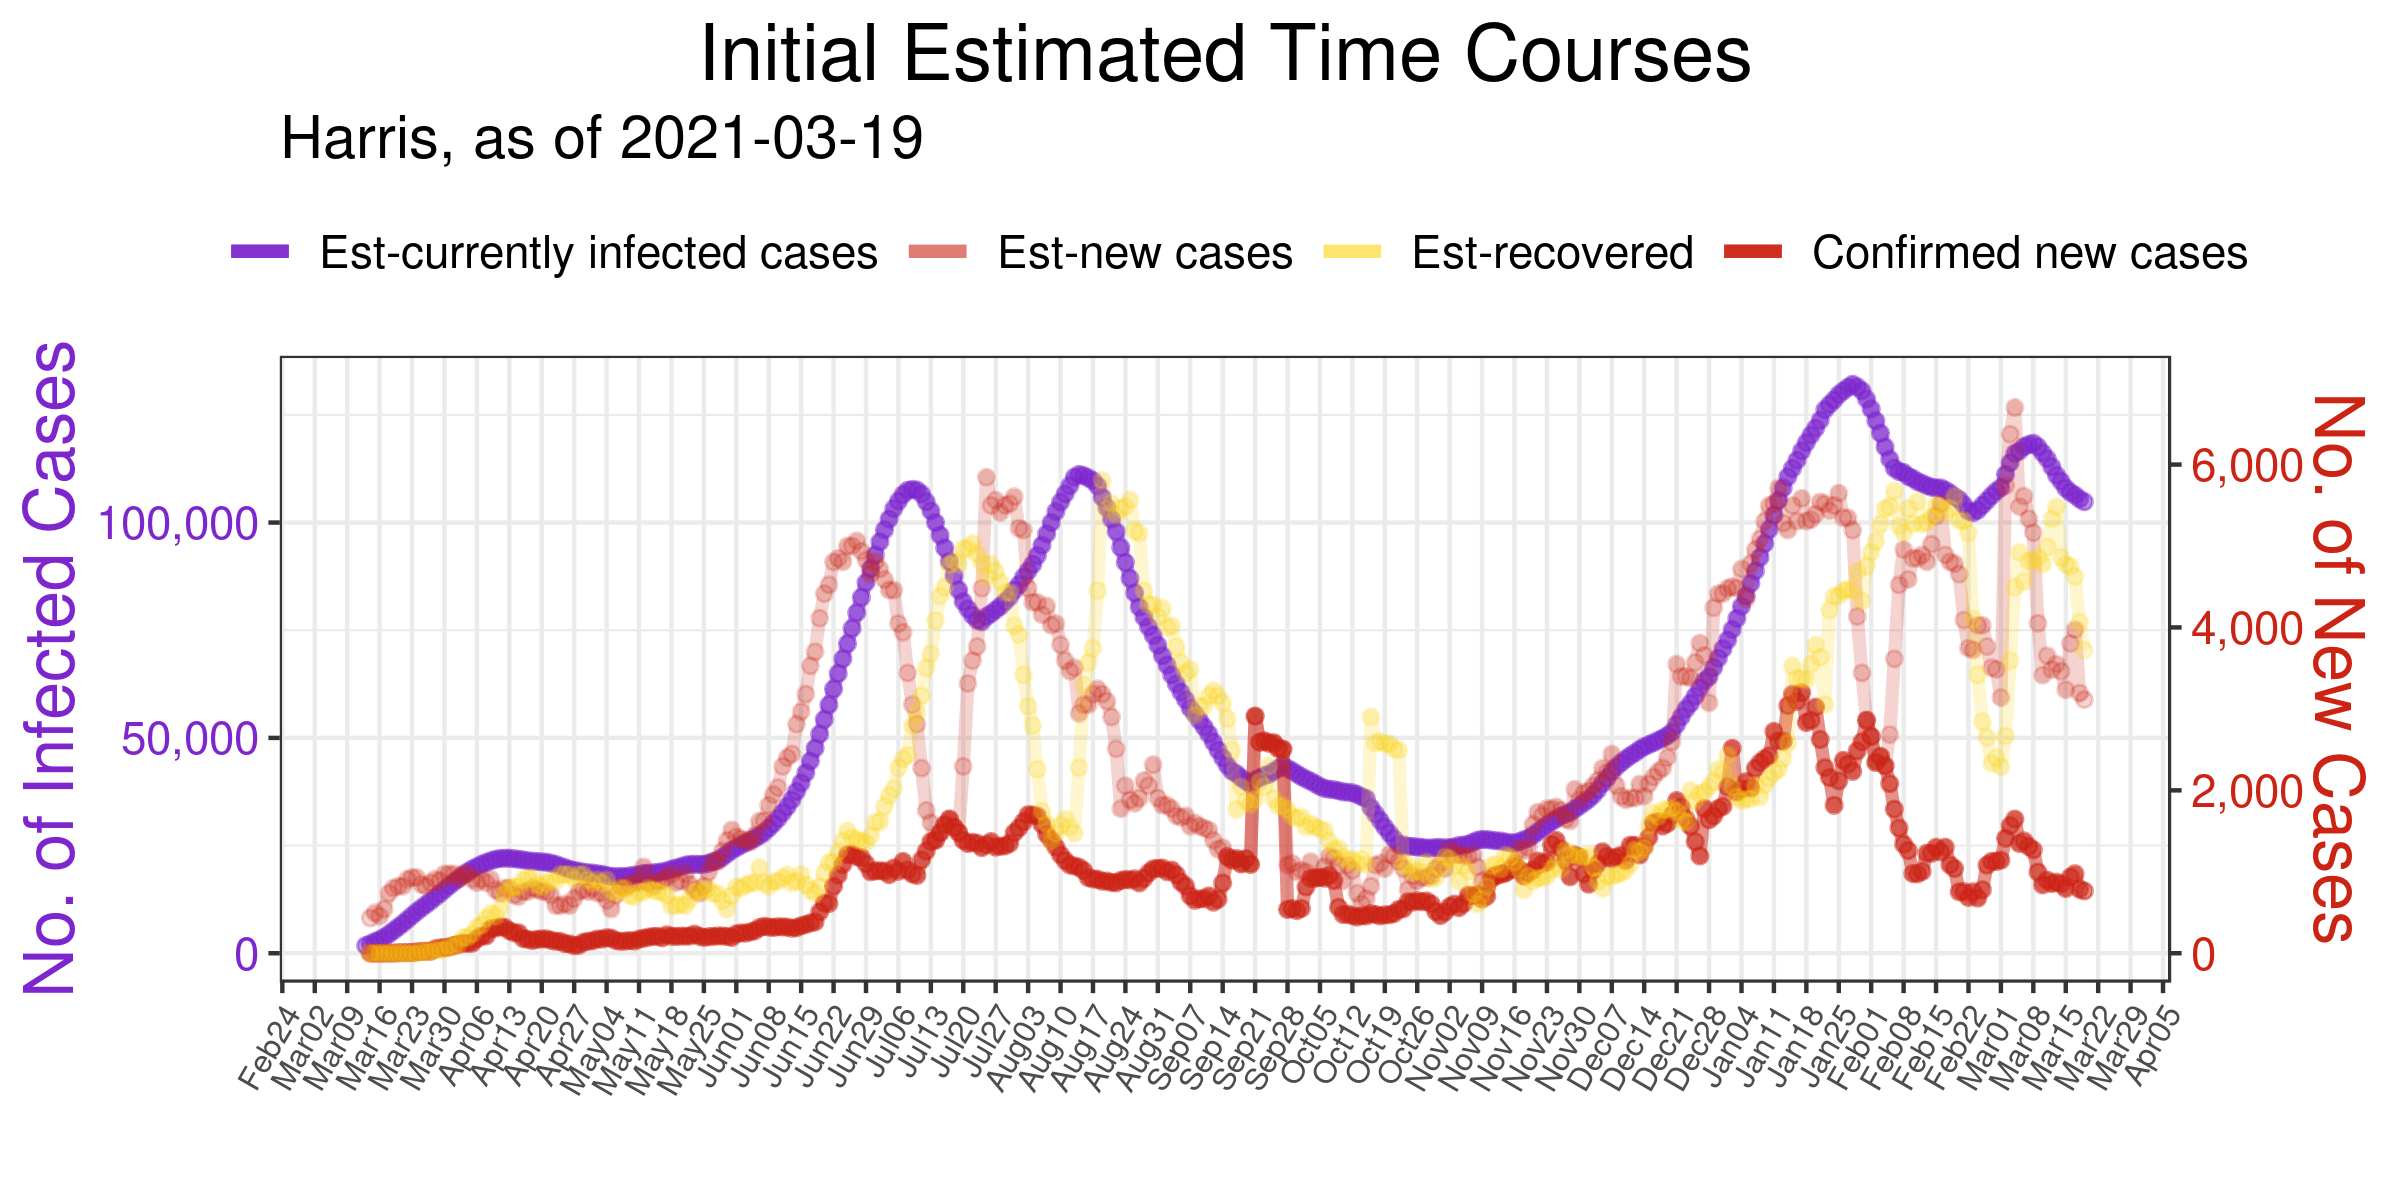 Initial Estimated Time Courses
Harris, as of 2021-03-19
Est-currently infected cases Est-new cases Est-recovered Confirmed new cases
No. of Infected Cases
100,000
50,000
0
6,000
4,000
2,000
0
No. of New Cases
Feb24 Mar02 Mar09 Mar16 Mar23 Mar30 Apr06 Apr13 Apr20 Apr27 May04 May11 May18 May25 Jun01 Jun08 Jun15 Jun22 Jun29 Jul06 Jul13 Jul20 Jul27 Aug03 Aug10 Aug17 Aug24 Aug31 Sep07 Sep14 Sep21 Sep28 Oct05 Oct12 Oct19 Oct26 Nov02 Nov09 Nov16 Nov23 Nov30 Dec07 Dec14 Dec21 Dec28 Jan04 Jan11 Jan18 Jan25 Feb01 Feb08 Feb15 Feb22 Mar01 Mar08 Mar15 Mar22 Mar29 Apr05